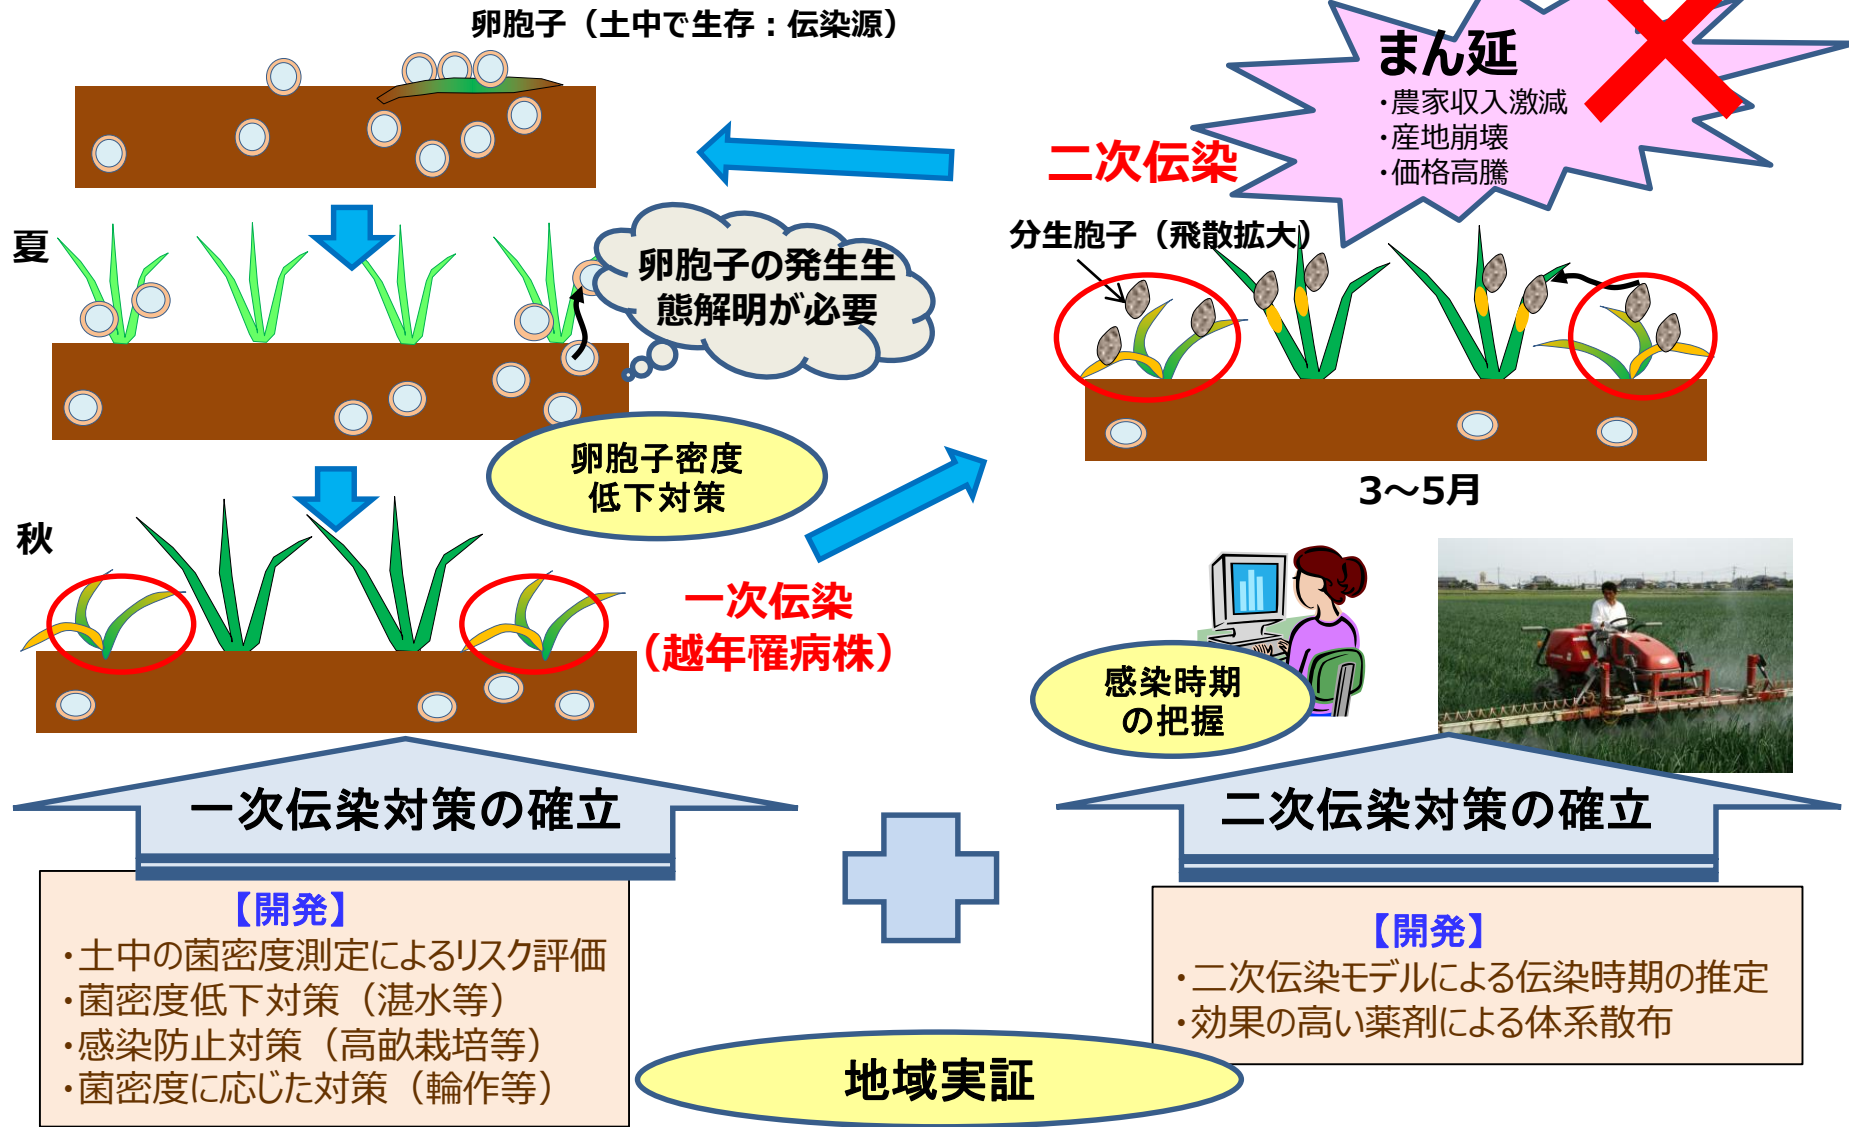 卵胞子（土中で生存：伝染源）
まん延
・農家収入激減
・産地崩壊
・価格高騰
二次伝染
分生胞子（飛散拡大）
夏
卵胞子の発生生
態解明が必要
卵胞子密度
低下対策
3～5月
秋
一次伝染
（越年罹病株）
感染時期
の把握
一次伝染対策の確立
二次伝染対策の確立
【開発】
・土中の菌密度測定によるリスク評価
・菌密度低下対策（湛水等）
・感染防止対策（高畝栽培等）
・菌密度に応じた対策（輪作等）
【開発】
・二次伝染モデルによる伝染時期の推定
・効果の高い薬剤による体系散布
地域実証